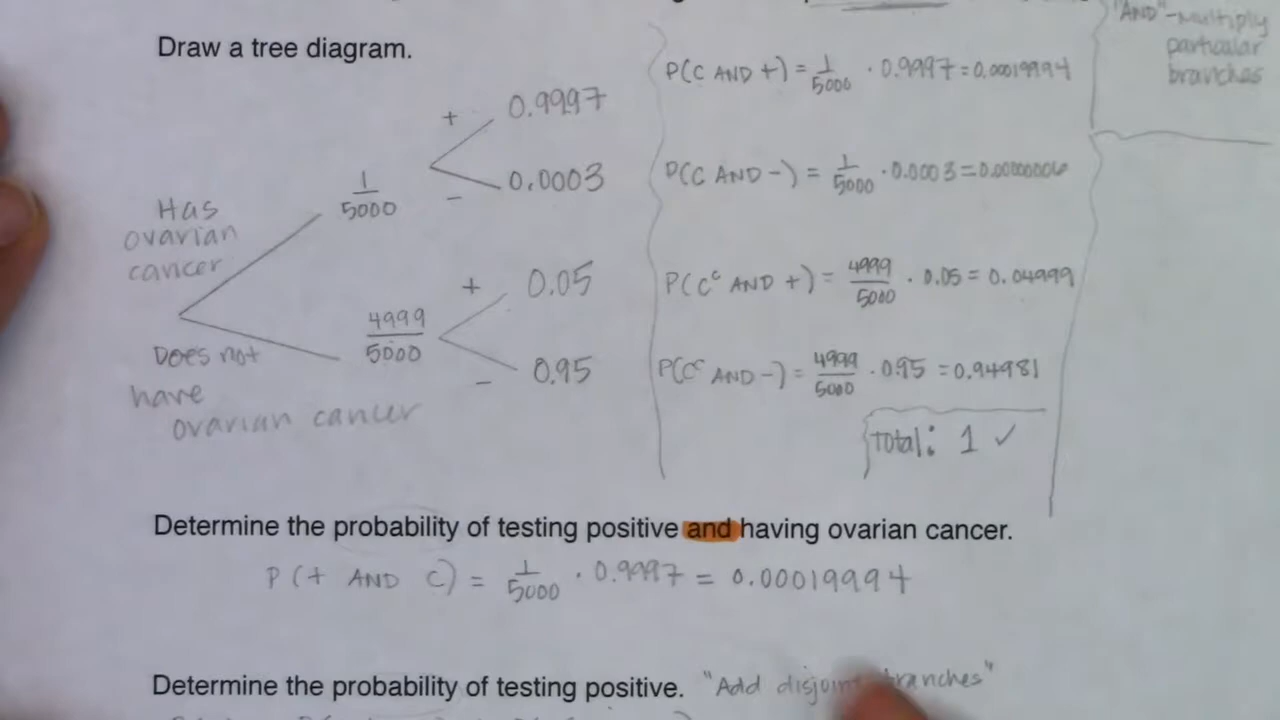 "AND"-Multiply
particular
branches
Draw a tree diagram.
Has
ovarian
cancer
Does not
have
ovarian cancer
1/5000
4999/5000
+ 0.9997
- 0.0003
+ 0.05
- 0.95
P(C AND +) = 1/5000 · 0.9997 = 0.00019994
P(C AND -) = 1/5000 · 0.0003 = 0.00000006
P(Cᶜ AND +) = 4999/5000 · 0.05 = 0.04999
P(Cᶜ AND -) = 4999/5000 · 0.95 = 0.94981
Total: 1 ✓
Determine the probability of testing positive and having ovarian cancer.
P(+ AND C) = 1/5000 · 0.9997 = 0.00019994
Determine the probability of testing positive. "Add disjoint branches"